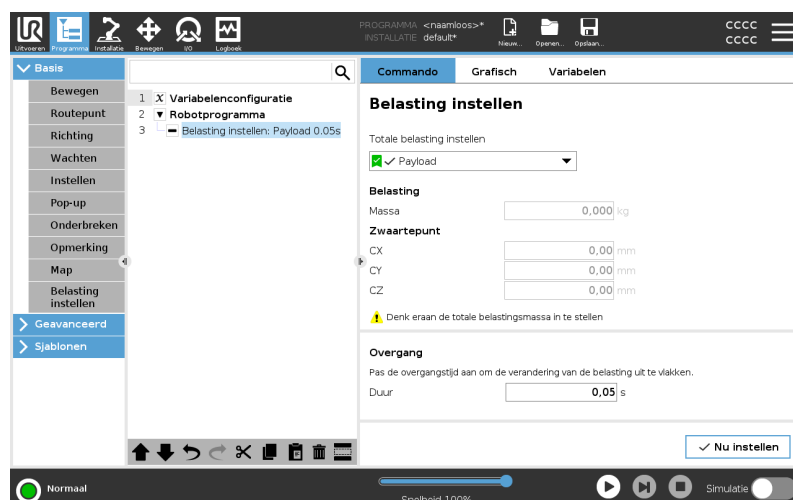 UR
PROGRAMMA <naamloos>*
INSTALLATIE default*
CCCC
CCCC
Uitvoeren Programma Installatie Bewegen I/O Logboek Nieuw... Openen... Opslaan...
Basis
Bewegen
Routepunt
Richting
Wachten
Instellen
Pop-up
Onderbreken
Opmerking
Map
Belasting
instellen
Geavanceerd
Sjablonen
1 X Variabelenconfiguratie
2 Robotprogramma
3 Belasting instellen: Payload 0.05s
Commando Grafisch Variabelen
Belasting instellen
Totale belasting instellen
Payload
Belasting
Massa 0,000 kg
Zwaartepunt
CX 0,00 mm
CY 0,00 mm
CZ 0,00 mm
Denk eraan de totale belastingsmassa in te stellen
Overgang
Pas de overgangstijd aan om de verandering van de belasting uit te vlakken.
Duur 0,05 s
Nu instellen
Normaal
Snelheid 100%
Simulatie